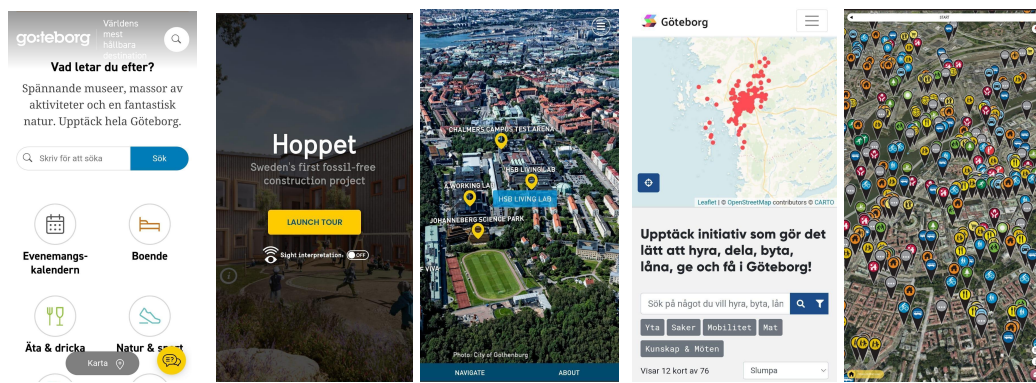 go:teborg
Världens
mest
hållbara
Vad letar du efter?
Spännande museer, massor av
aktiviteter och en fantastisk
natur. Upptäck hela Göteborg.
Skriv för att söka
Sök
Evenemangs-
kalendern
Boende
Äta & dricka
Natur & sport
Karta
Hoppet
Sweden's first fossil-free
construction project
LAUNCH TOUR
Sight interpretation:
OFF
CHALMERS CAMPUS TEST ARENA
HSB LIVING LAB
A WORKING LAB
HSB LIVING LAB
JOHANNEBERG SCIENCE PARK
F VIVA
Photo: City of Gothenburg
NAVIGATE
ABOUT
Göteborg
Leaflet | © OpenStreetMap contributors © CARTO
Upptäck initiativ som gör det
lätt att hyra, dela, byta,
låna, ge och få i Göteborg!
Sök på något du vill hyra, byta, lån
Yta Saker Mobilitet Mat
Kunskap & Möten
Visar 12 kort av 76
Slumpa
START